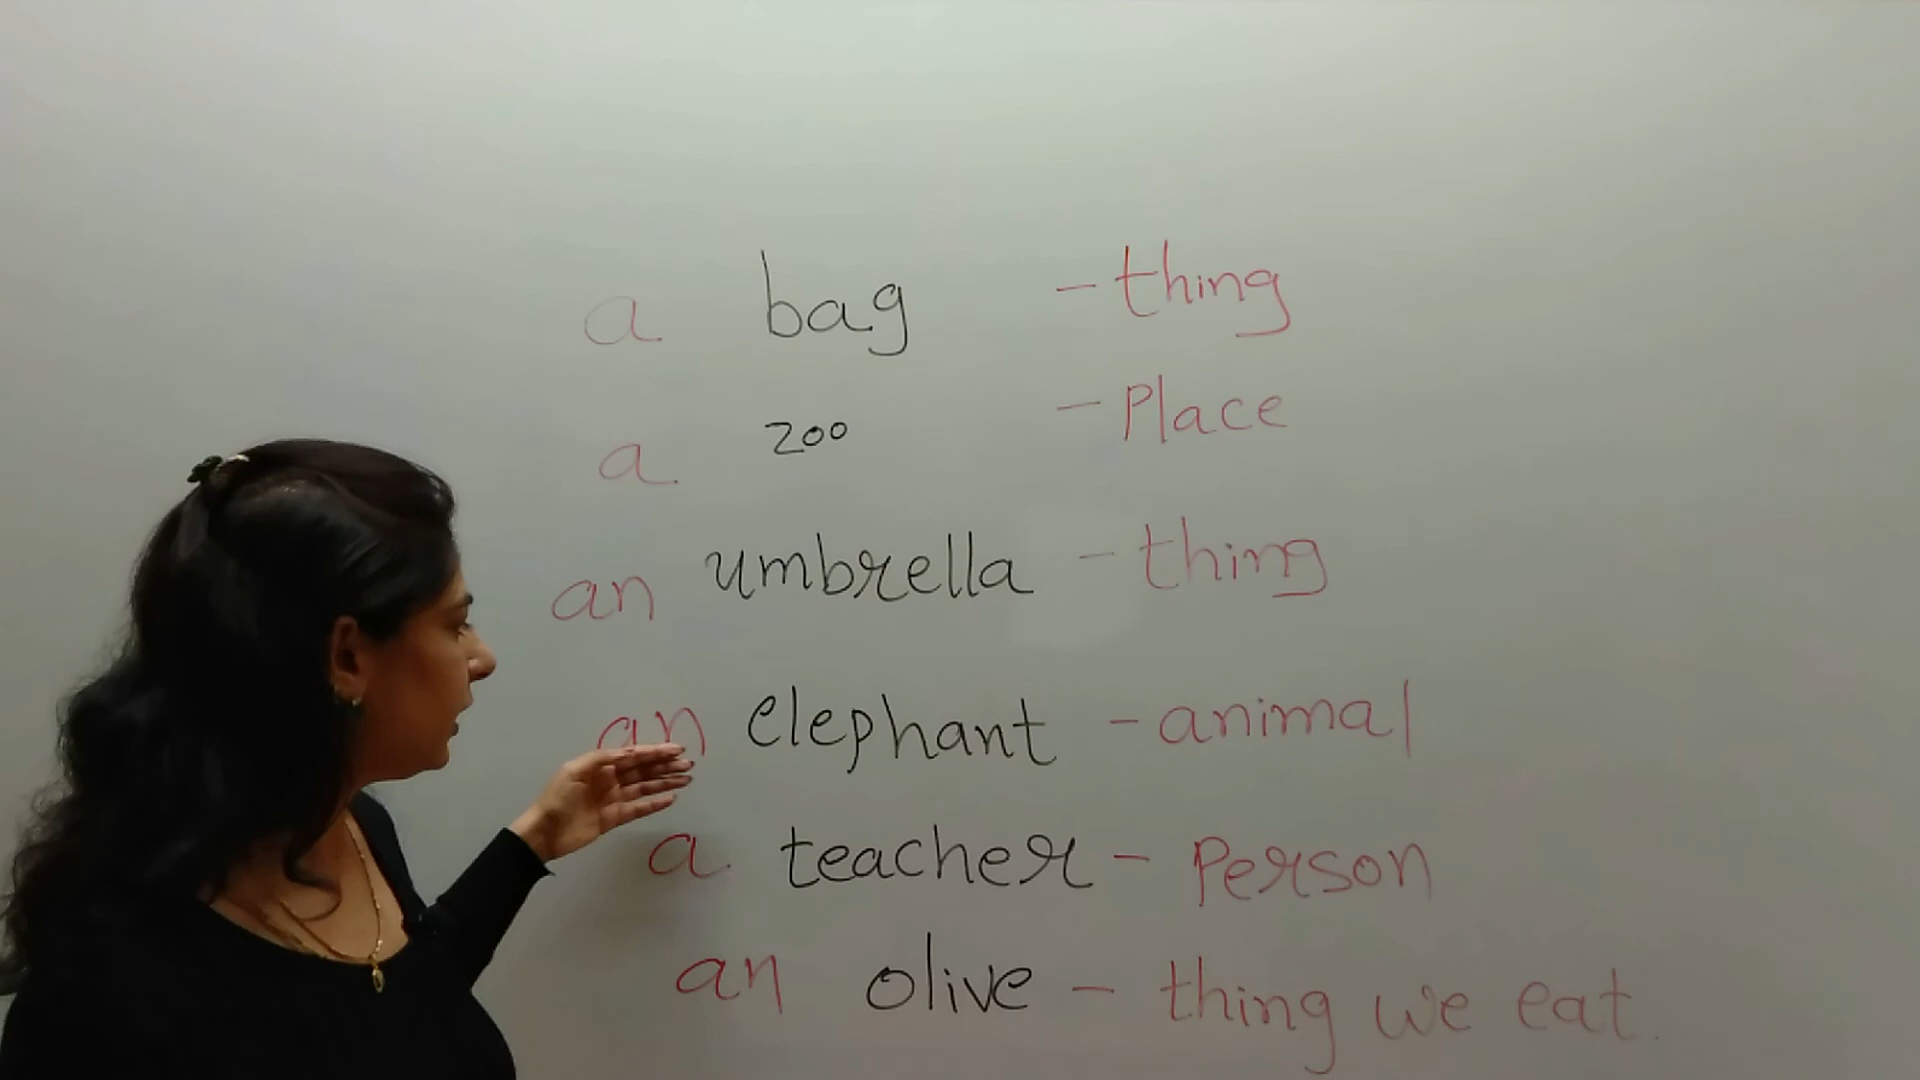 a bag - thing
a zoo - Place
an umbrella - thing
an elephant - animal
a teacher - Person
an olive - thing we eat.